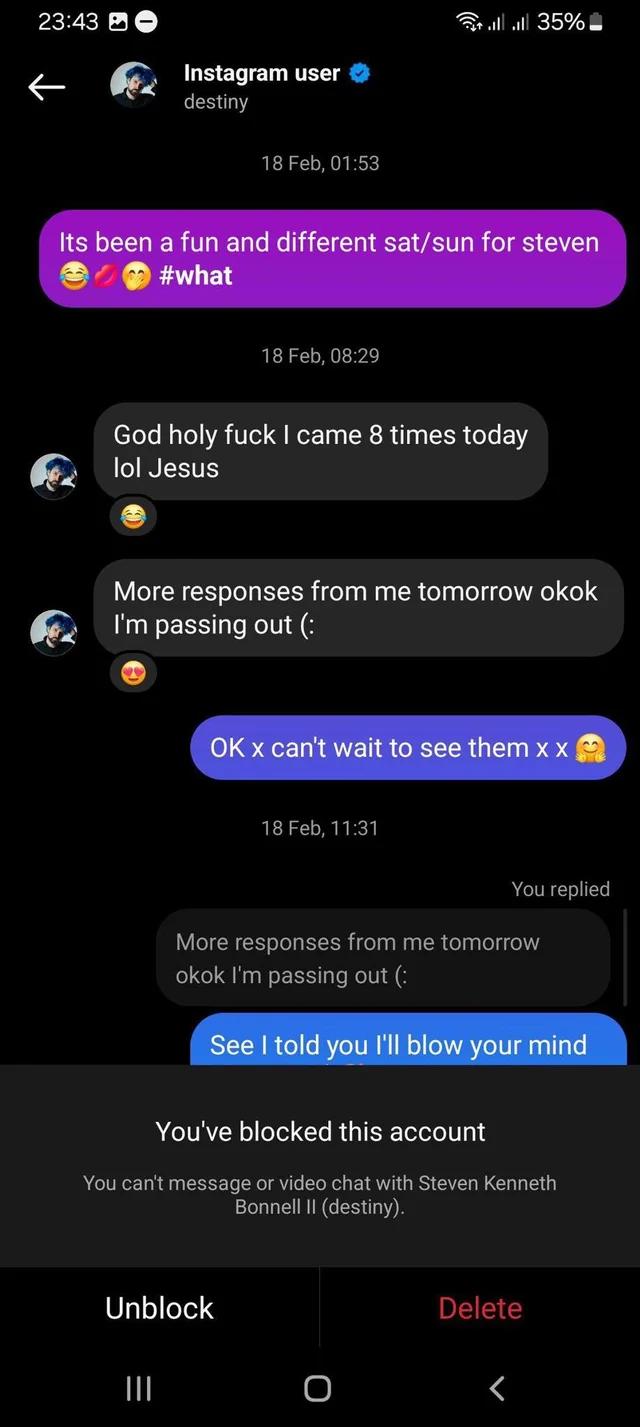 23:43
35%
Instagram user
destiny
18 Feb, 01:53
Its been a fun and different sat/sun for steven
😂💋🤭 #what
18 Feb, 08:29
God holy fuck I came 8 times today
lol Jesus
😂
More responses from me tomorrow okok
I'm passing out (:
😍
OK x can't wait to see them x x 🤗
18 Feb, 11:31
You replied
More responses from me tomorrow
okok I'm passing out (:
See I told you I'll blow your mind
You've blocked this account
You can't message or video chat with Steven Kenneth
Bonnell II (destiny).
Unblock
Delete